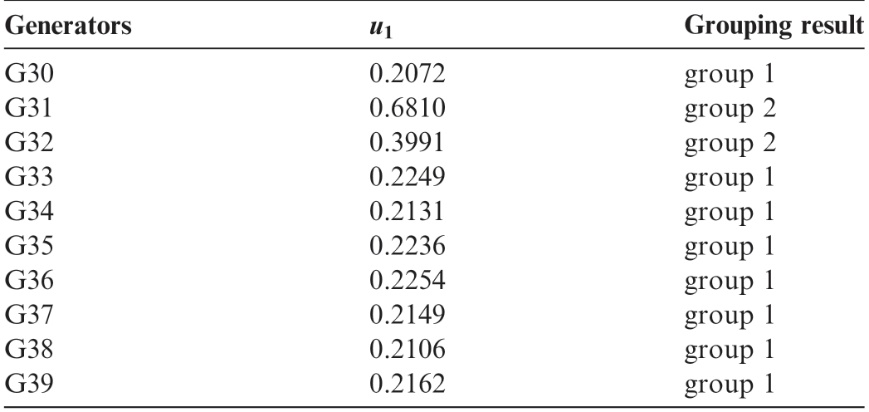 Generators u1 Grouping result
G30 0.2072 group 1
G31 0.6810 group 2
G32 0.3991 group 2
G33 0.2249 group 1
G34 0.2131 group 1
G35 0.2236 group 1
G36 0.2254 group 1
G37 0.2149 group 1
G38 0.2106 group 1
G39 0.2162 group 1